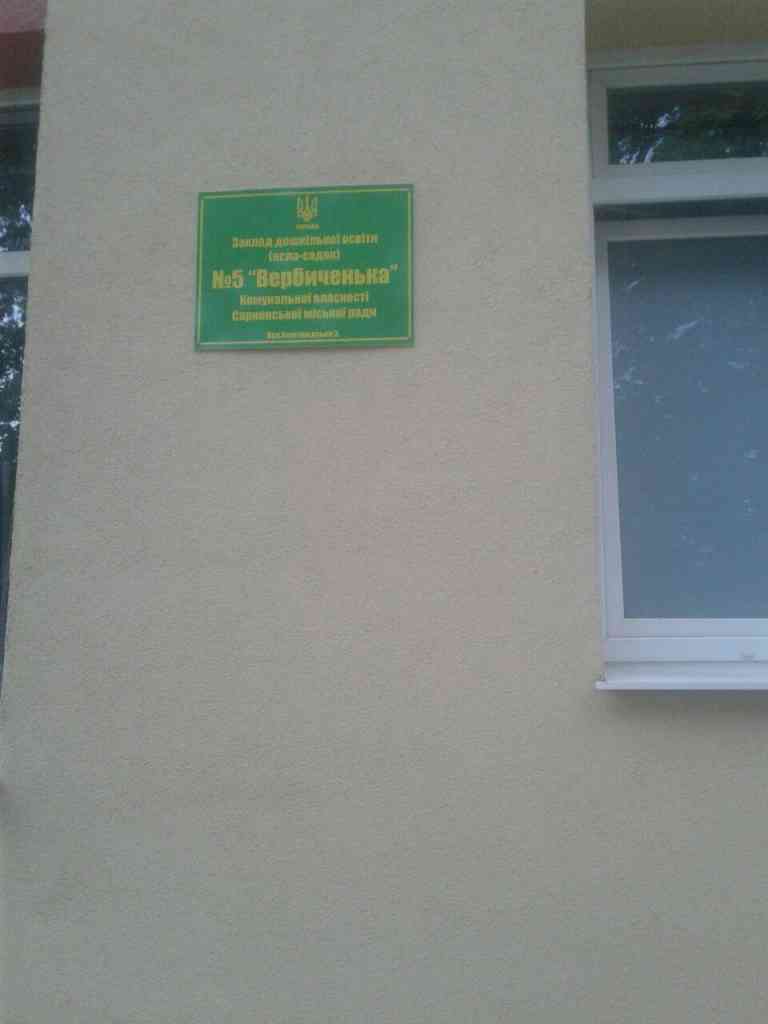 Заклад дошкільної освіти
(ясла-садок)
№5 "Вербиченька"
Комунальної власності
Сарненської міської ради